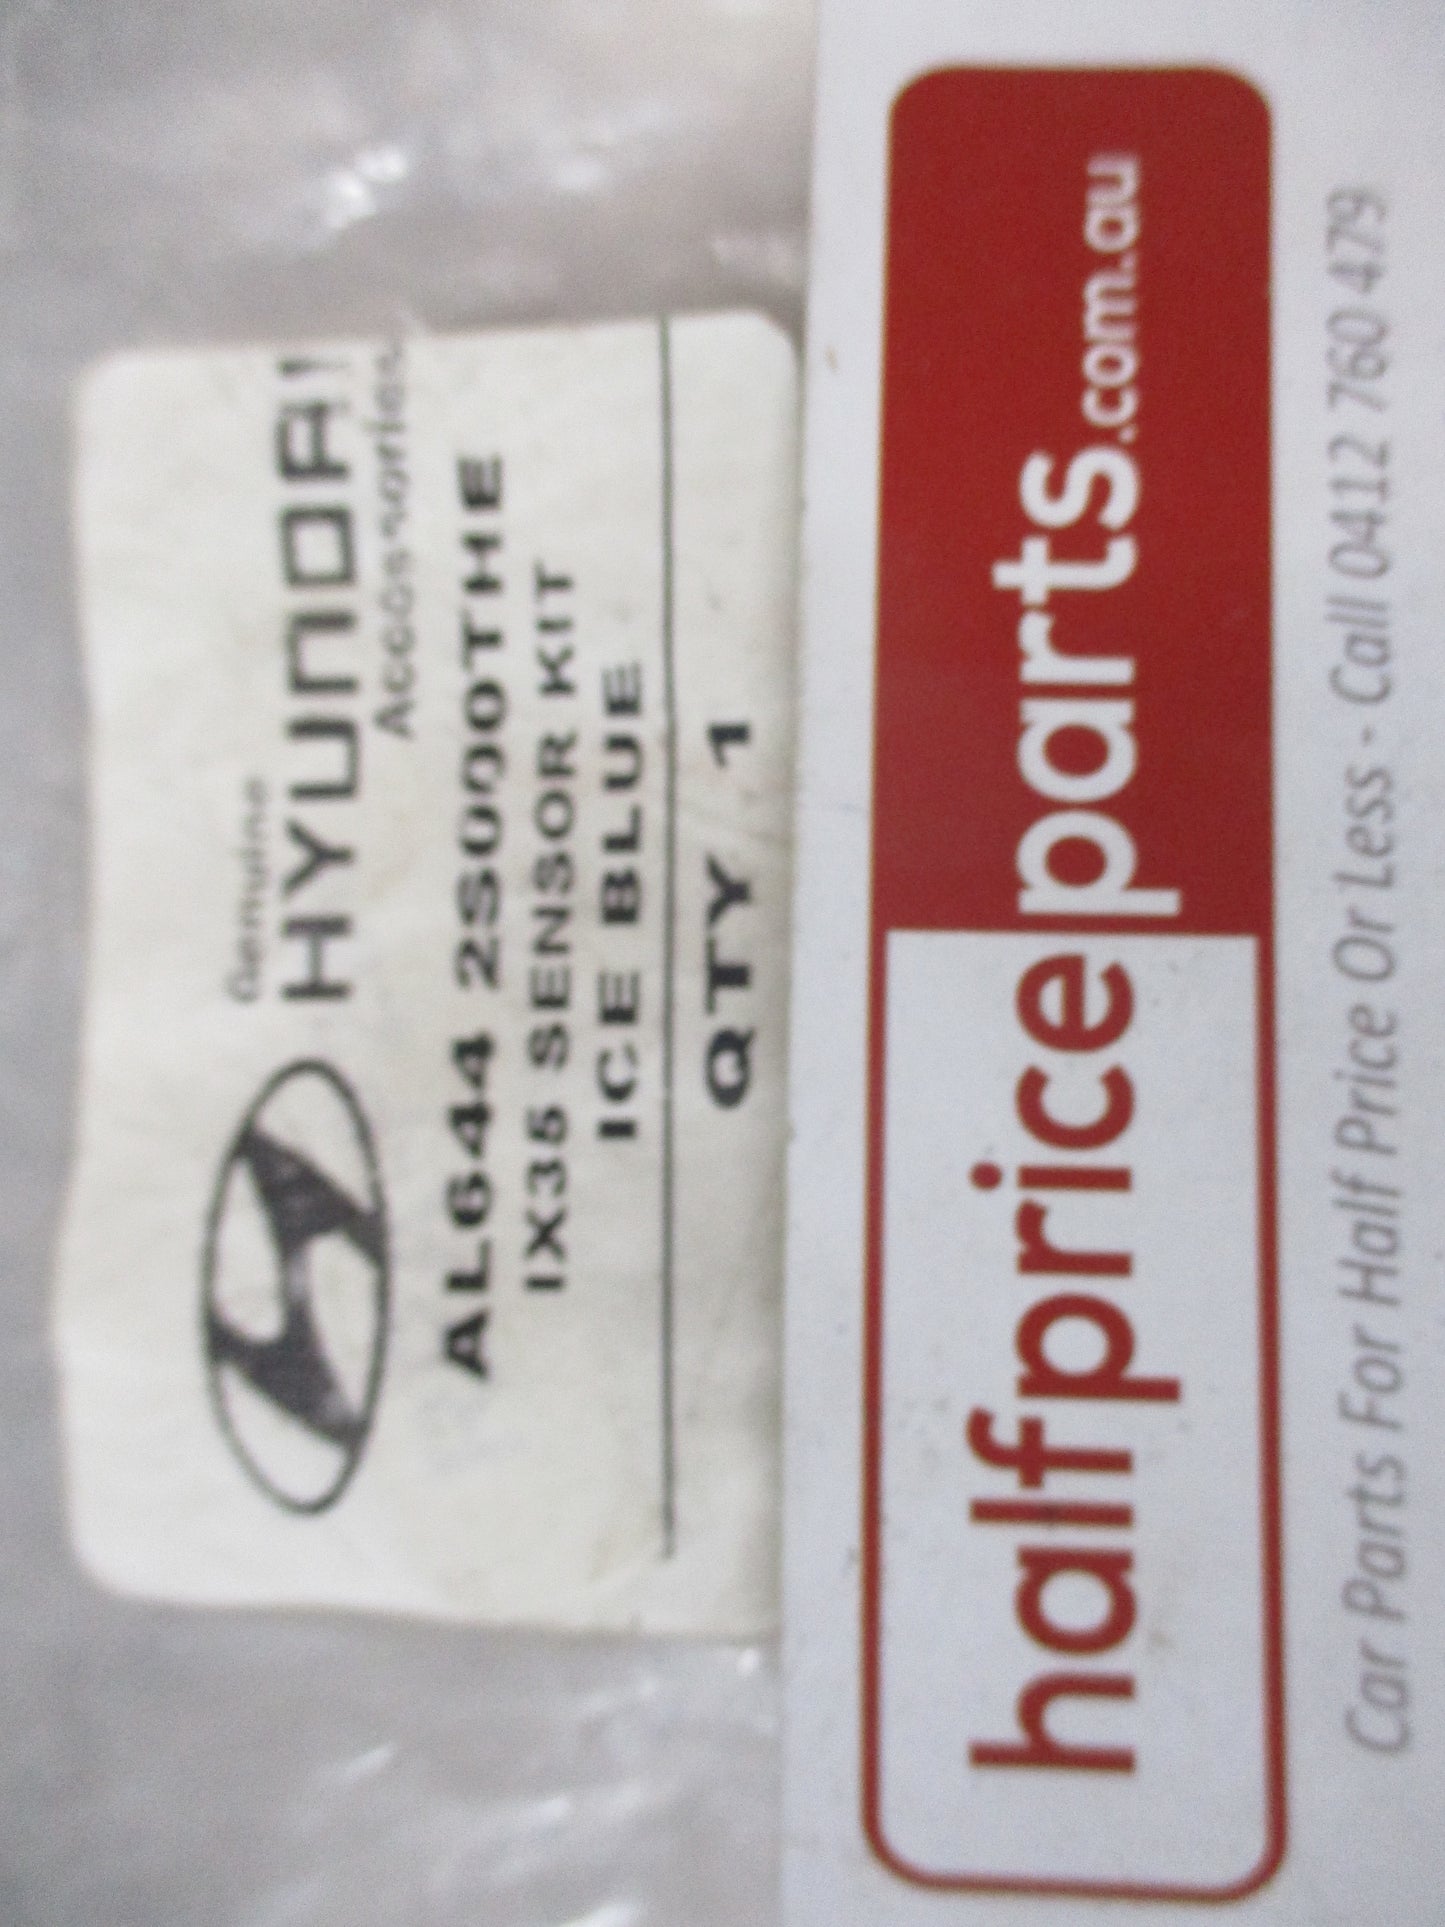 Genuine
HYUNDAI
Accessories
AL644 2S000THE
IX35 SENSOR KIT
ICE BLUE
QTY 1
halfpriceparts.com.au
Car Parts For Half Price Or Less - Call 0412 760 479